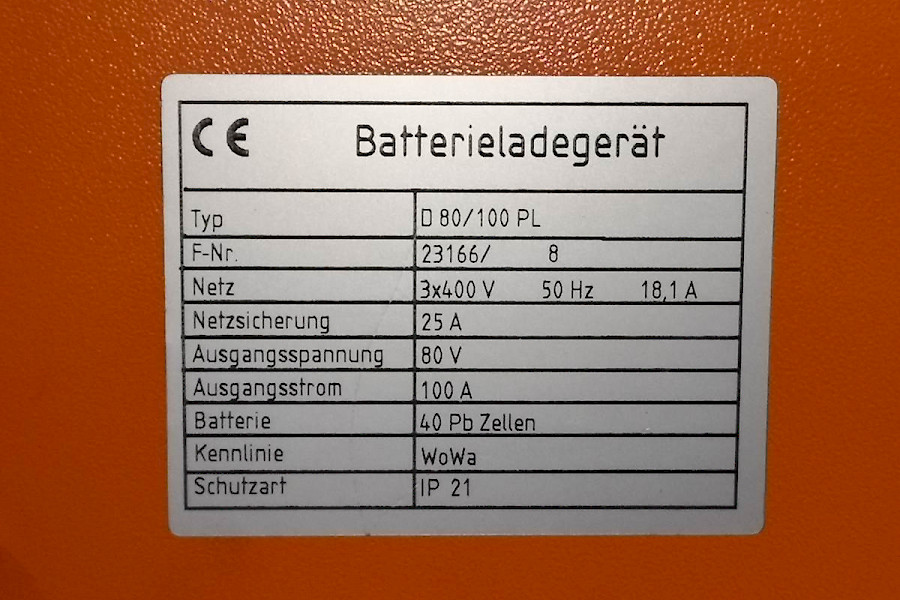 CE Batterieladegerät
Typ D 80/100 PL
F-Nr. 23166/ 8
Netz 3x400 V 50 Hz 18,1 A
Netzsicherung 25 A
Ausgangsspannung 80 V
Ausgangsstrom 100 A
Batterie 40 Pb Zellen
Kennlinie WoWa
Schutzart IP 21